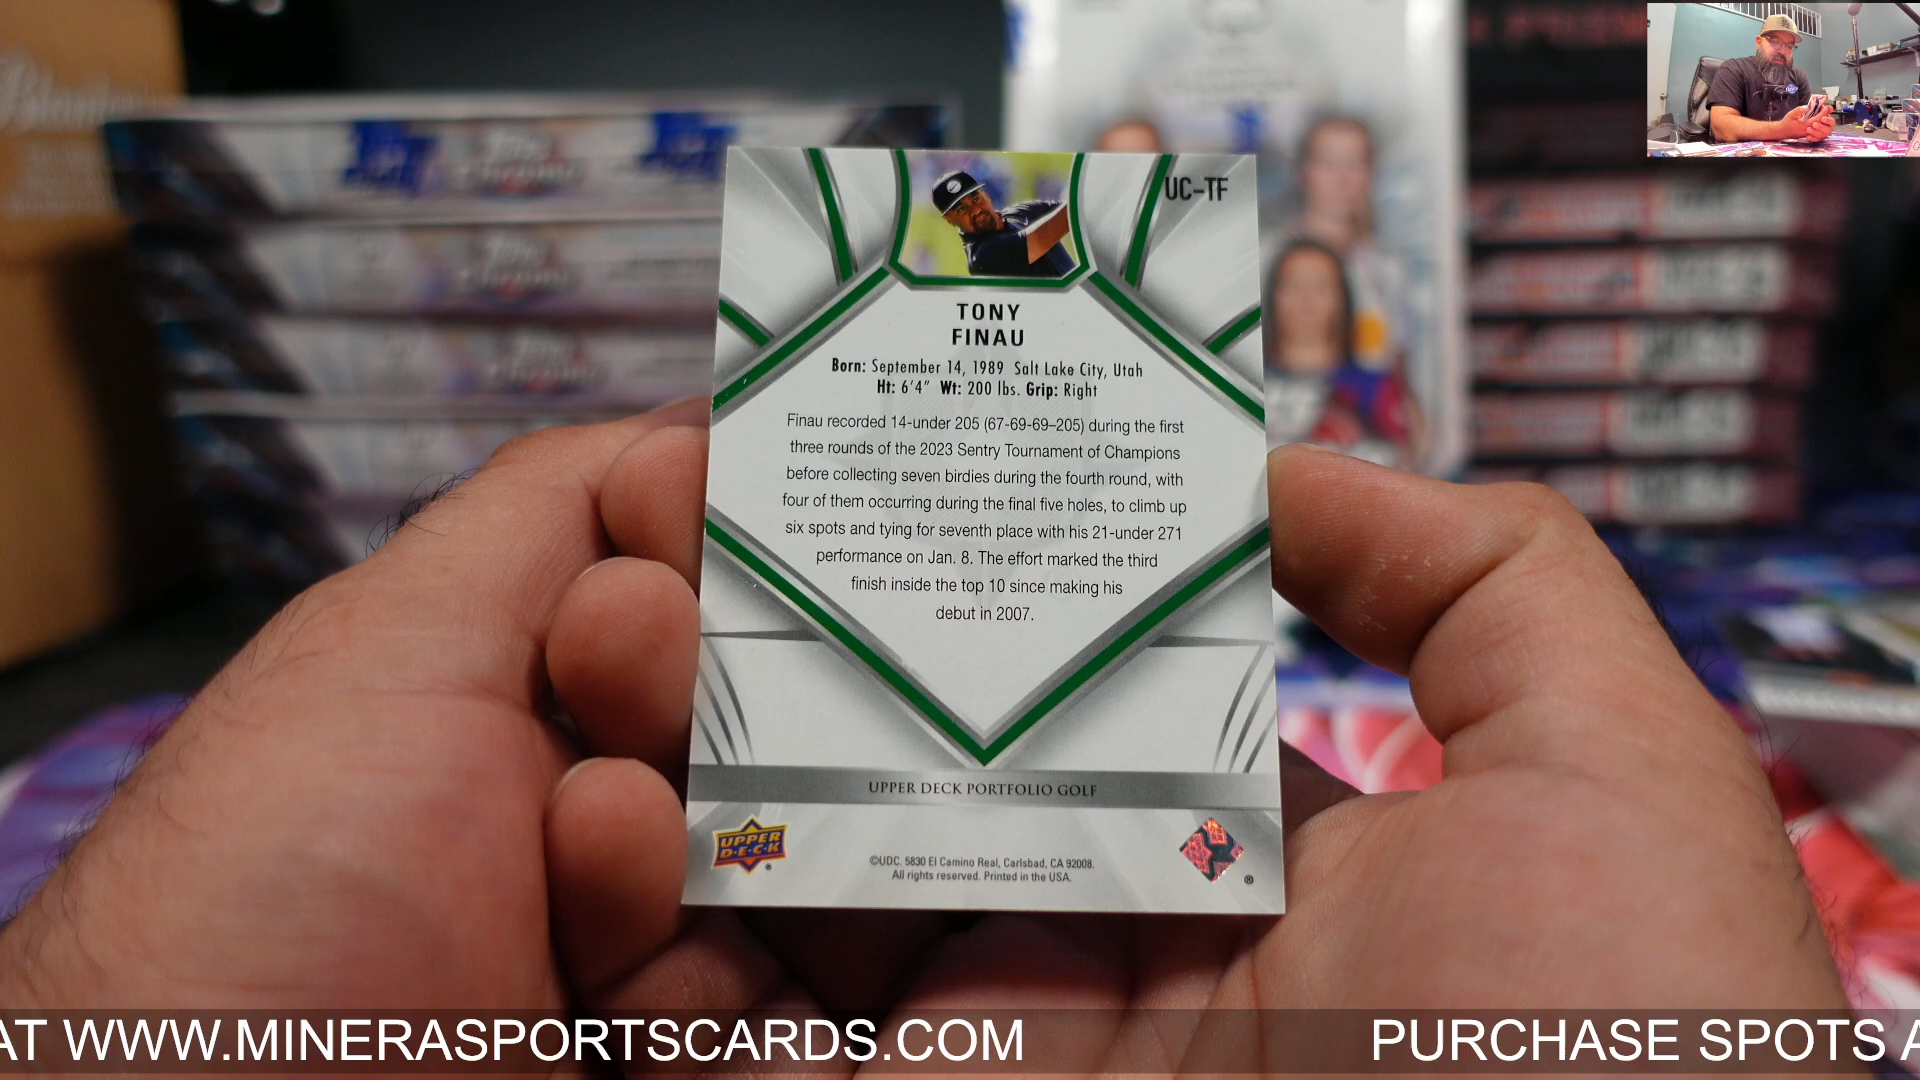 UC-TF
TONY
FINAU
Born: September 14, 1989 Salt Lake City, Utah
Ht: 6'4" Wt: 200 lbs. Grip: Right
Finau recorded 14-under 205 (67-69-69–205) during the first
three rounds of the 2023 Sentry Tournament of Champions
before collecting seven birdies during the fourth round, with
four of them occurring during the final five holes, to climb up
six spots and tying for seventh place with his 21-under 271
performance on Jan. 8. The effort marked the third
finish inside the top 10 since making his
debut in 2007.
UPPER DECK PORTFOLIO GOLF
UPPER
D·E·C·K
®
®
©UDC. 5830 El Camino Real, Carlsbad, CA 92008.
All rights reserved. Printed in the USA.
Topps
Chrome
Topps
Chrome
Topps
Chrome
AT WWW.MINERASPORTSCARDS.COM PURCHASE SPOTS A